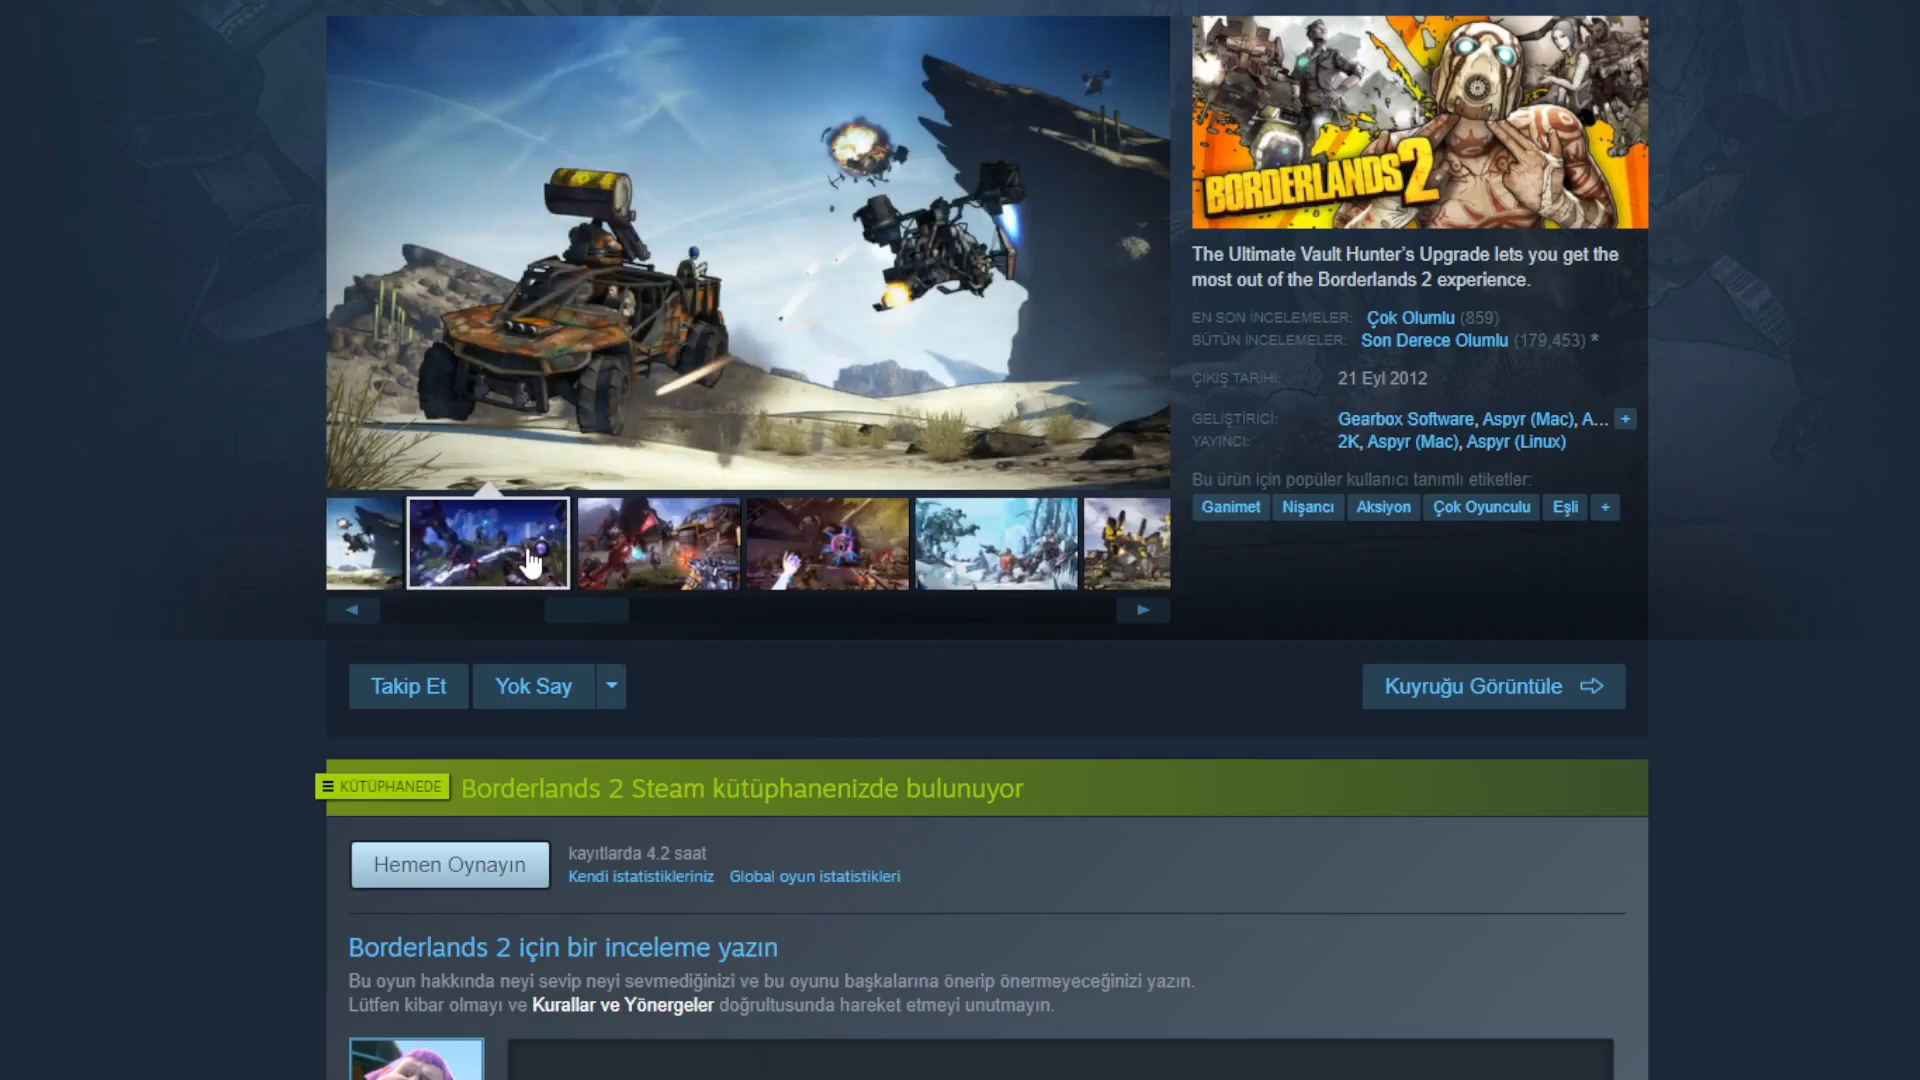 BORDERLANDS 2
The Ultimate Vault Hunter's Upgrade lets you get the
most out of the Borderlands 2 experience.
EN SON İNCELEMELER: Çok Olumlu (859)
BÜTÜN İNCELEMELER: Son Derece Olumlu (179,453) *
ÇIKIŞ TARİHİ: 21 Eyl 2012
GELİŞTİRİCİ: Gearbox Software, Aspyr (Mac), A... +
YAYINCI: 2K, Aspyr (Mac), Aspyr (Linux)
Bu ürün için popüler kullanıcı tanımlı etiketler:
Ganimet Nişancı Aksiyon Çok Oyunculu Eşli +
Takip Et Yok Say Kuyruğu Görüntüle
KÜTÜPHANEDE Borderlands 2 Steam kütüphanenizde bulunuyor
Hemen Oynayın
kayıtlarda 4.2 saat
Kendi istatistikleriniz Global oyun istatistikleri
Borderlands 2 için bir inceleme yazın
Bu oyun hakkında neyi sevip neyi sevmediğinizi ve bu oyunu başkalarına önerip önermeyeceğinizi yazın.
Lütfen kibar olmayı ve Kurallar ve Yönergeler doğrultusunda hareket etmeyi unutmayın.